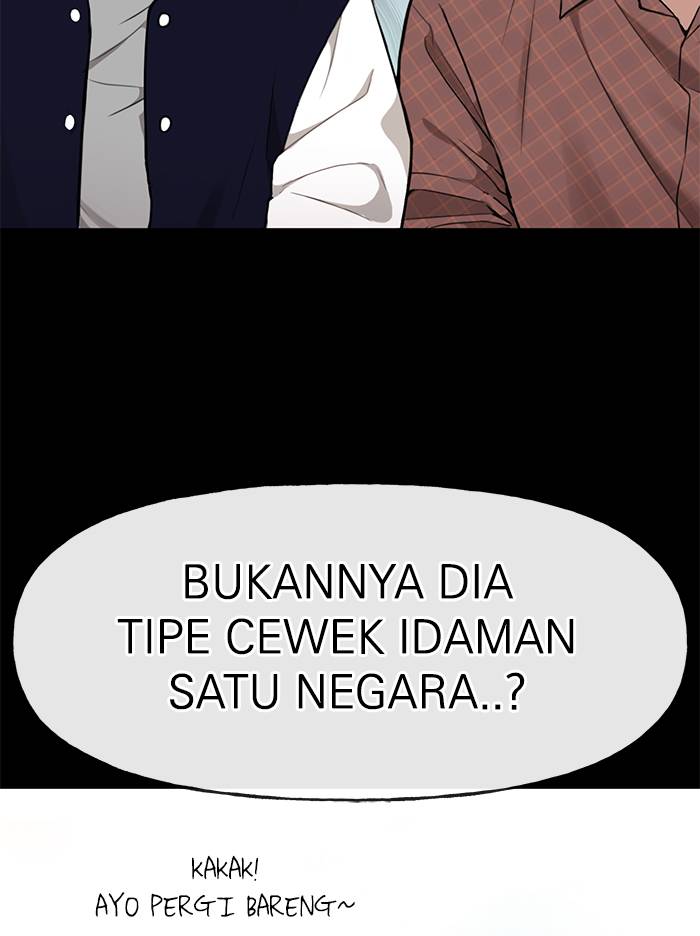 BUKANNYA DIA
TIPE CEWEK IDAMAN
SATU NEGARA..?
KAKAK!
AYO PERGI BARENG~